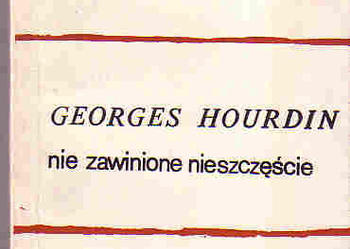 GEORGES HOURDIN
nie zawinione nieszczęście